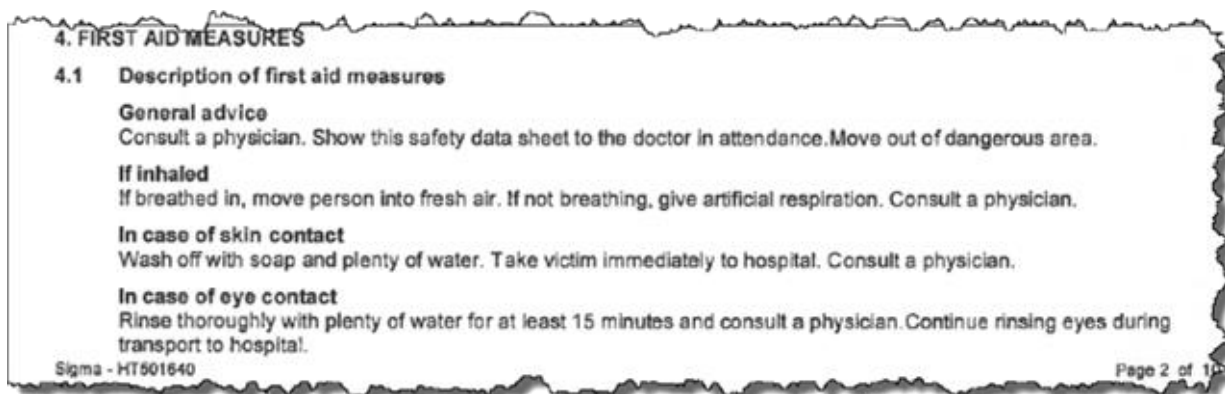 4. FIRST AID MEASURES
4.1 Description of first aid measures
General advice
Consult a physician. Show this safety data sheet to the doctor in attendance.Move out of dangerous area.
If inhaled
If breathed in, move person into fresh air. If not breathing, give artificial respiration. Consult a physician.
In case of skin contact
Wash off with soap and plenty of water. Take victim immediately to hospital. Consult a physician.
In case of eye contact
Rinse thoroughly with plenty of water for at least 15 minutes and consult a physician.Continue rinsing eyes during
transport to hospital.
Sigma - HT501640 Page 2 of 10